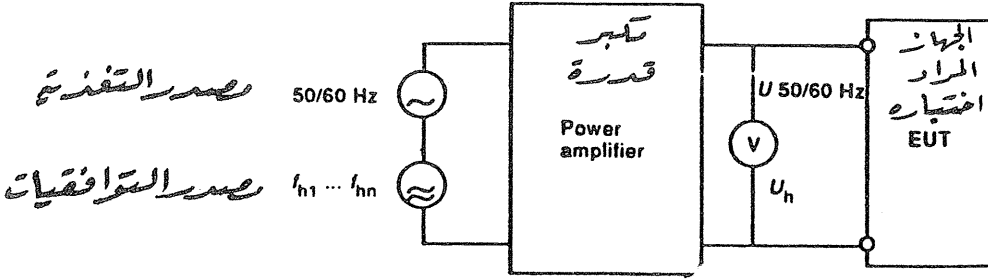 مصدر التغذية
50/60 Hz
مصدر التوافقيات
fh1 ... fhn
مكبر
قدرة
Power
amplifier
U 50/60 Hz
V
Uh
الجهاز
المراد
اختباره
EUT